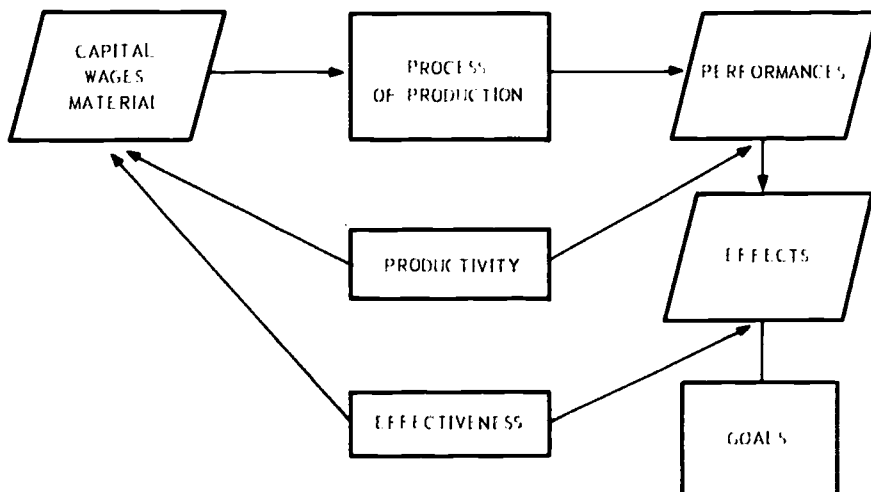 CAPITAL
WAGES
MATERIAL
PROCESS
OF PRODUCTION
PERFORMANCES
PRODUCTIVITY
EFFECTS
EFFECTIVENESS
GOALS